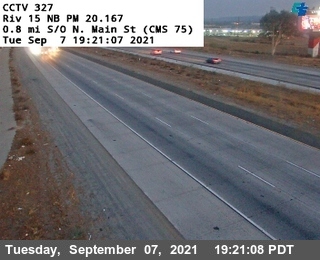 CCTV 327
Riv 15 NB PM 20.167
0.8 mi S/O N. Main St (CMS 75)
Tue Sep  7 19:21:07 2021
Tuesday, September 07, 2021  19:21:08 PDT